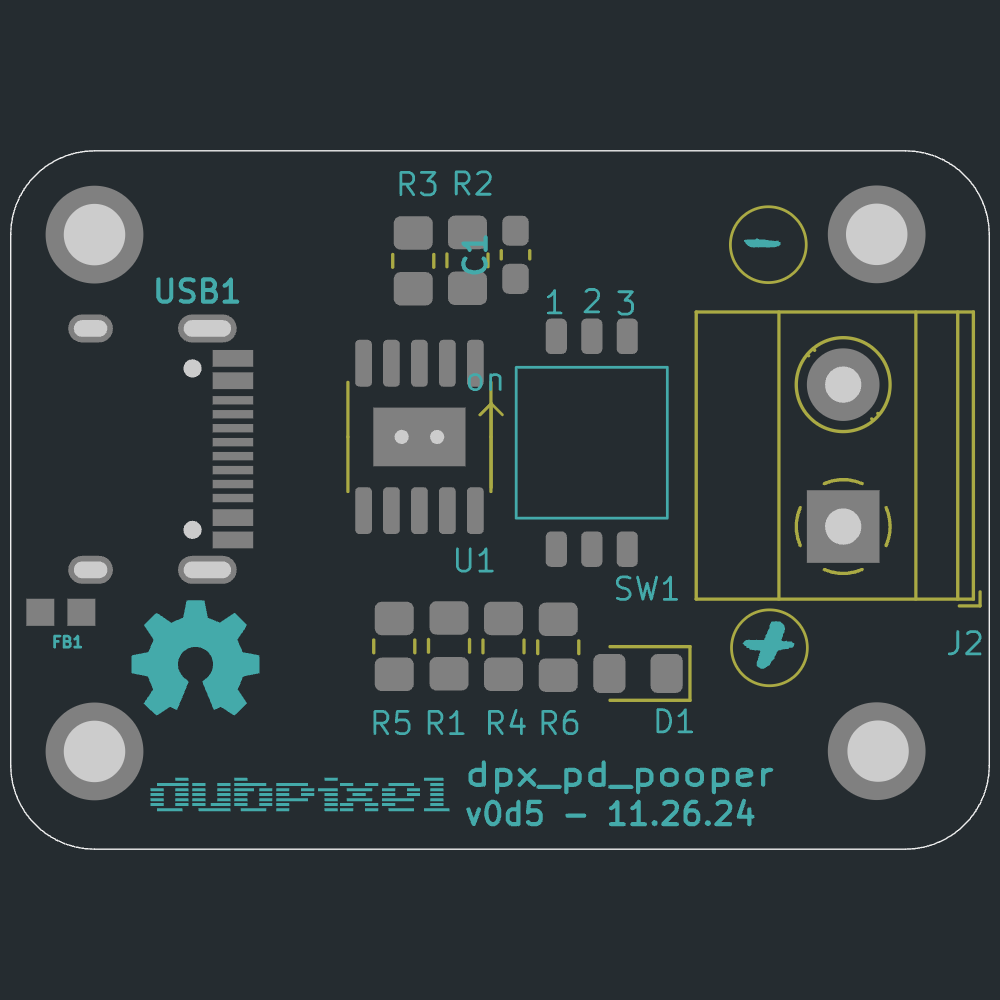 R3 R2
C1
USB1
1 2 3
on
U1
SW1
FB1
J2
R5 R1 R4 R6
D1
dubpixel
dpx_pd_pooper
v0d5 - 11.26.24